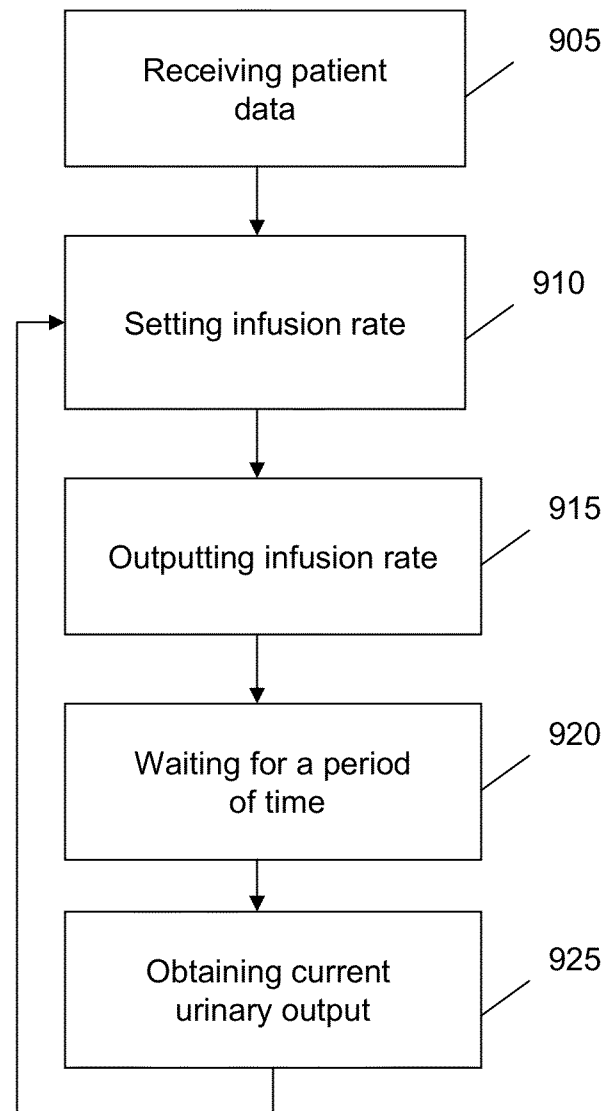 905
Receiving patient
data
910
Setting infusion rate
915
Outputting infusion rate
920
Waiting for a period
of time
925
Obtaining current
urinary output